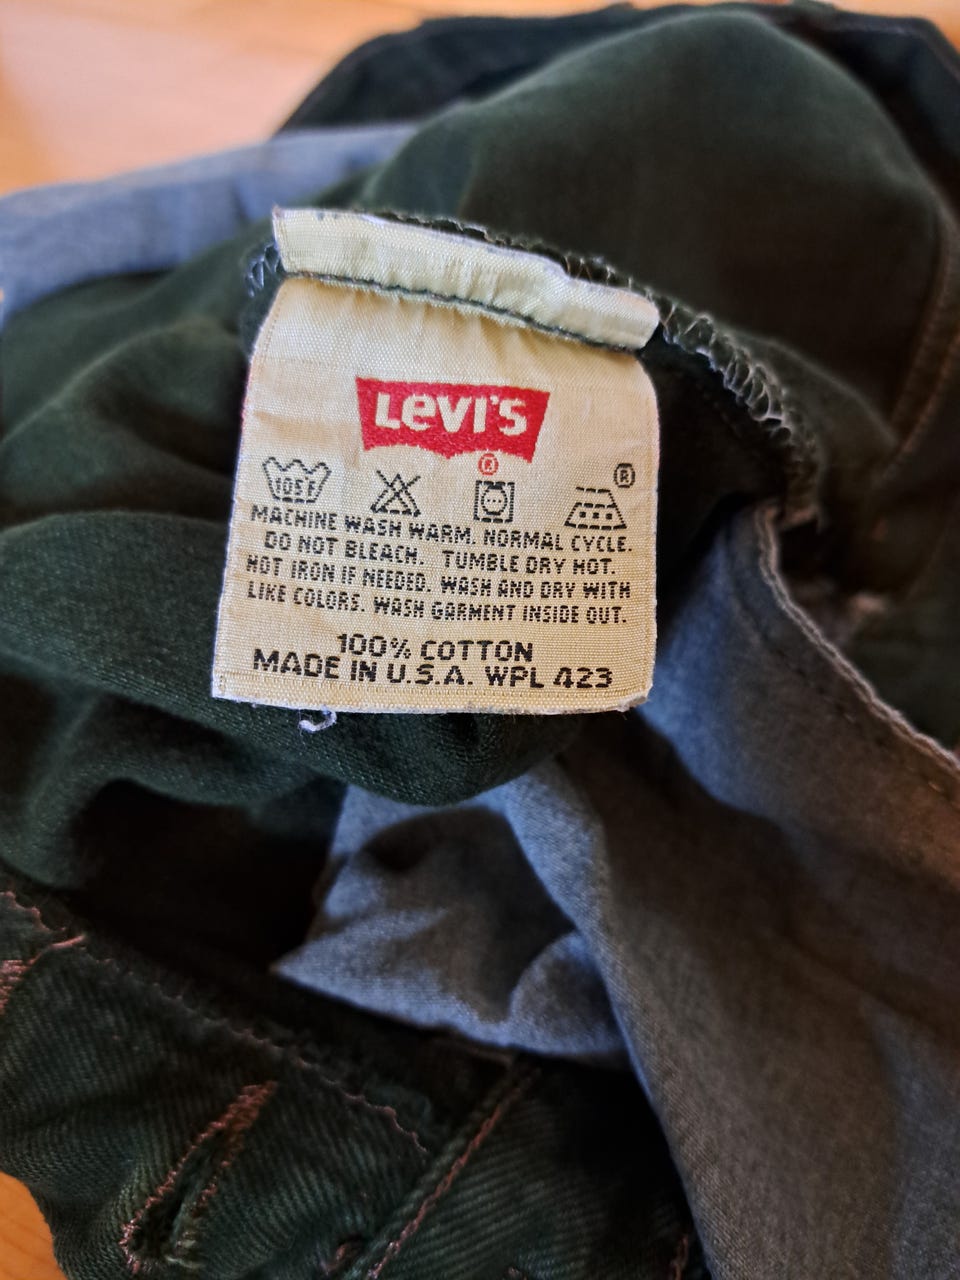 LEVI'S
®
®
105F
MACHINE WASH WARM. NORMAL CYCLE.
DO NOT BLEACH. TUMBLE DRY HOT.
HOT IRON IF NEEDED. WASH AND DRY WITH
LIKE COLORS. WASH GARMENT INSIDE OUT.
100% COTTON
MADE IN U.S.A. WPL 423